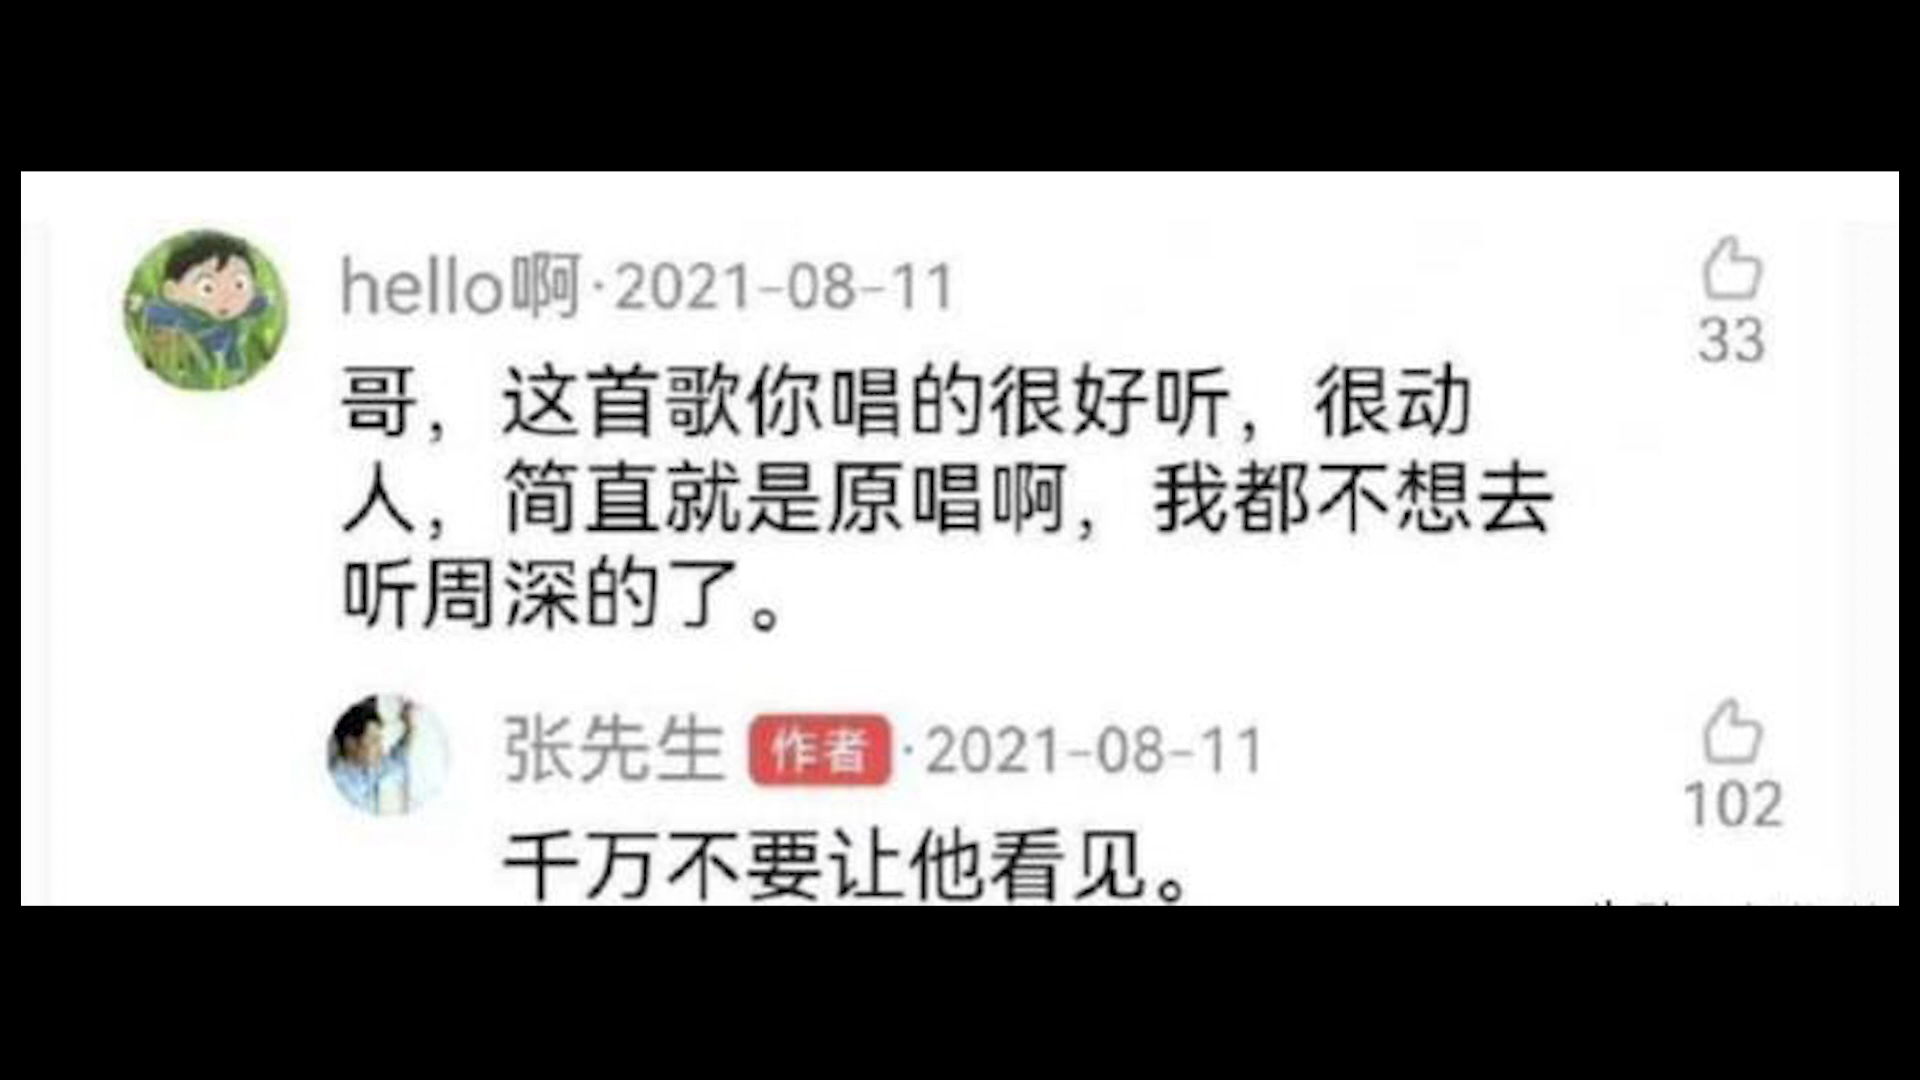 hello啊·2021-08-11
33
哥，这首歌你唱的很好听，很动
人，简直就是原唱啊，我都不想去
听周深的了。
张先生 作者 ·2021-08-11
102
千万不要让他看见。